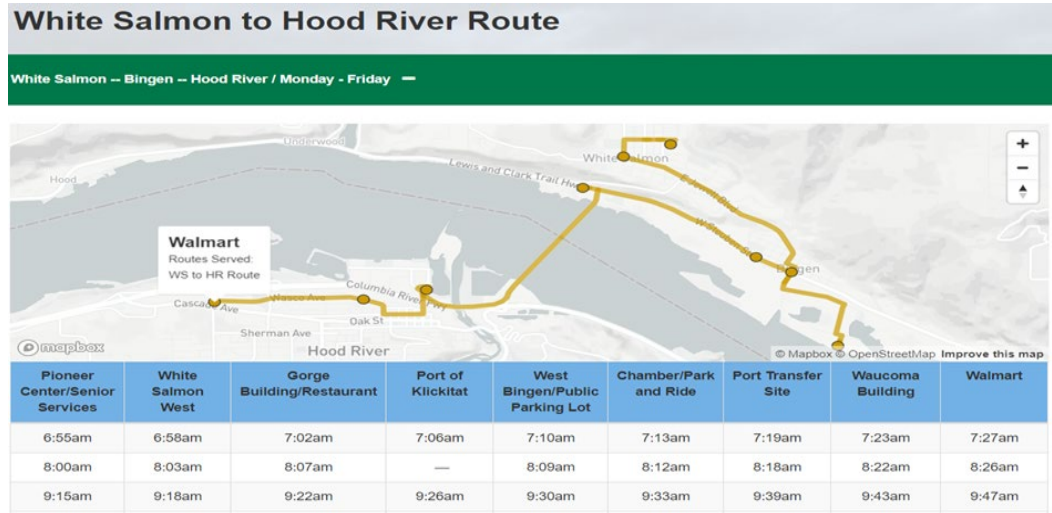 White Salmon to Hood River Route
White Salmon -- Bingen -- Hood River / Monday - Friday
Underwood
White Salmon
Lewis and Clark Trail Hwy
Hood
E Jewett Blvd
W Steuben St
Bingen
Walmart
Routes Served:
WS to HR Route
Columbia River Hwy
Cascade Ave
Wasco Ave
Oak St
Sherman Ave
Hood River
mapbox
© Mapbox © OpenStreetMap Improve this map
Pioneer Center/Senior Services White Salmon West Gorge Building/Restaurant Port of Klickitat West Bingen/Public Parking Lot Chamber/Park and Ride Port Transfer Site Waucoma Building Walmart
6:55am 6:58am 7:02am 7:06am 7:10am 7:13am 7:19am 7:23am 7:27am
8:00am 8:03am 8:07am — 8:09am 8:12am 8:18am 8:22am 8:26am
9:15am 9:18am 9:22am 9:26am 9:30am 9:33am 9:39am 9:43am 9:47am